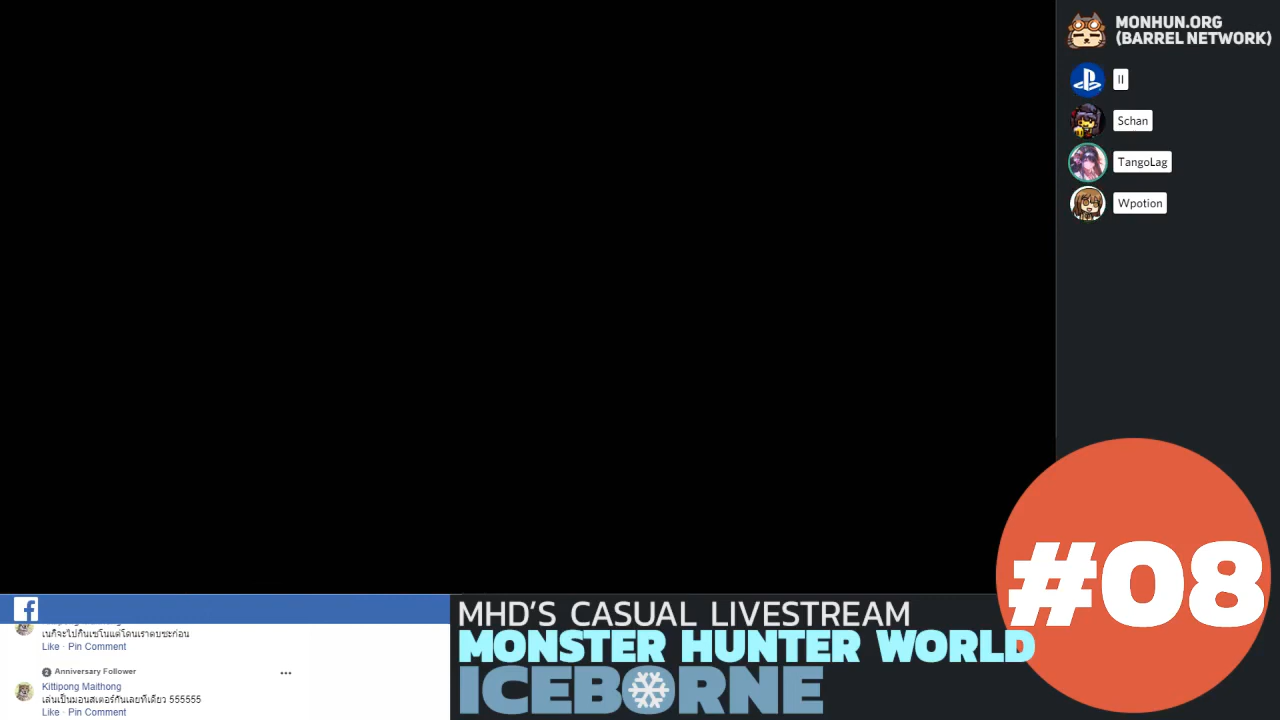 MONHUN.ORG
(BARREL NETWORK)
II
Schan
TangoLag
Wpotion
#08
MHD'S CASUAL LIVESTREAM
MONSTER HUNTER WORLD
ICEBORNE
เนกิจะไปกินเซโนแต่โดนเราตบซะก่อน
Like · Pin Comment
2 Anniversary Follower
Kittipong Maithong
เล่นเป็นมอนสเตอร์กันเลยทีเดียว 555555
Like · Pin Comment